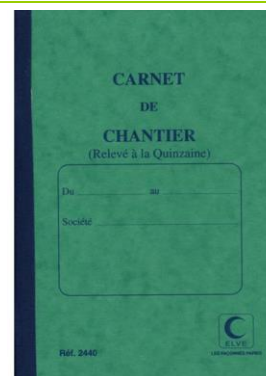 CARNET
DE
CHANTIER
(Relevé à la Quinzaine)
Du au
Société
ELVE
Réf. 2440